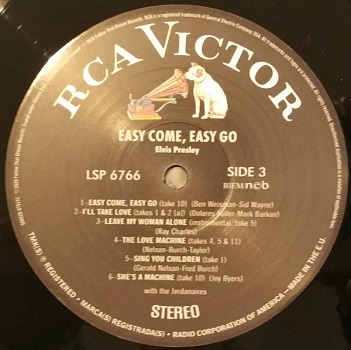 RCA VICTOR
EASY COME, EASY GO
Elvis Presley
LSP 6766
SIDE 3
BIEM ncb
1-EASY COME, EASY GO (take 10) (Ben Weisman-Sid Wayne)
2-I'LL TAKE LOVE (takes 1 & 2 [a]) (Dolores Fuller-Mark Barkan)
3-LEAVE MY WOMAN ALONE (instrumental, take 5)
(Ray Charles)
4-THE LOVE MACHINE (takes 4, 5 & 11)
(Nelson-Burch-Taylor)
5-SING YOU CHILDREN (take 1)
(Gerald Nelson-Fred Burch)
6-SHE'S A MACHINE (take 10) (Joy Byers)
with the Jordanaires
STEREO
TMK(S) ® REGISTERED • MARCA(S) REGISTRADA(S) • RADIO CORPORATION OF AMERICA-MADE IN THE E.U.